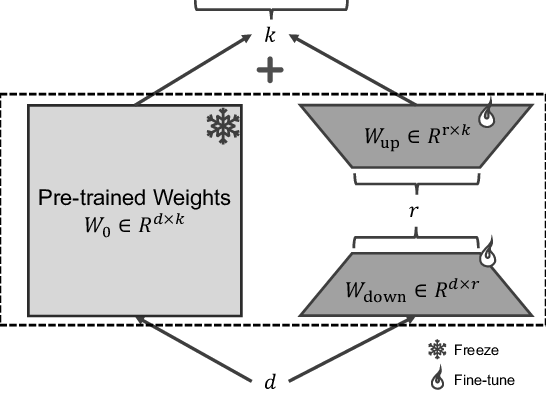 k
+
W_up ∈ R^{r×k}
Pre-trained Weights
W_0 ∈ R^{d×k}
r
W_down ∈ R^{d×r}
Freeze
d
Fine-tune